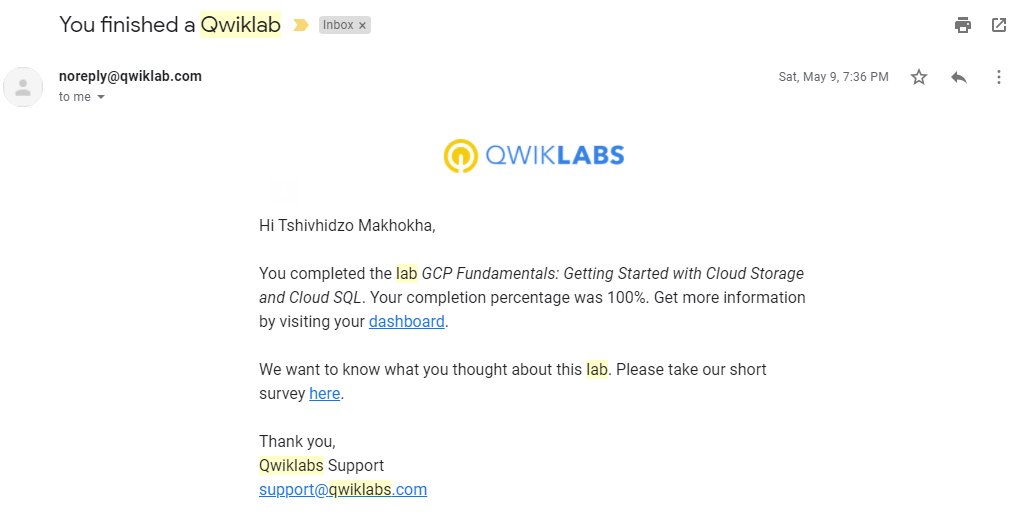 You finished a Qwiklab
Inbox ×
noreply@qwiklab.com
Sat, May 9, 7:36 PM
to me
QWIKLABS
Hi Tshivhidzo Makhokha,
You completed the lab GCP Fundamentals: Getting Started with Cloud Storage
and Cloud SQL. Your completion percentage was 100%. Get more information
by visiting your dashboard.
We want to know what you thought about this lab. Please take our short
survey here.
Thank you,
Qwiklabs Support
support@qwiklabs.com